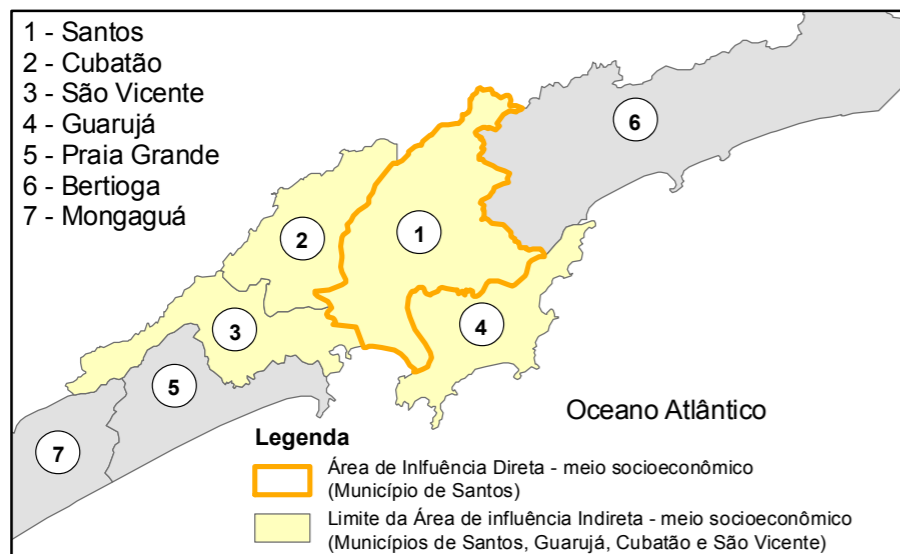 1 - Santos
2 - Cubatão
3 - São Vicente
4 - Guarujá
5 - Praia Grande
6 - Bertioga
7 - Mongaguá
6
1
2
4
3
5
7
Oceano Atlântico
Legenda
Área de Inlfuência Direta - meio socioeconômico
(Município de Santos)
Limite da Área de influência Indireta - meio socioeconômico
(Municípios de Santos, Guarujá, Cubatão e São Vicente)